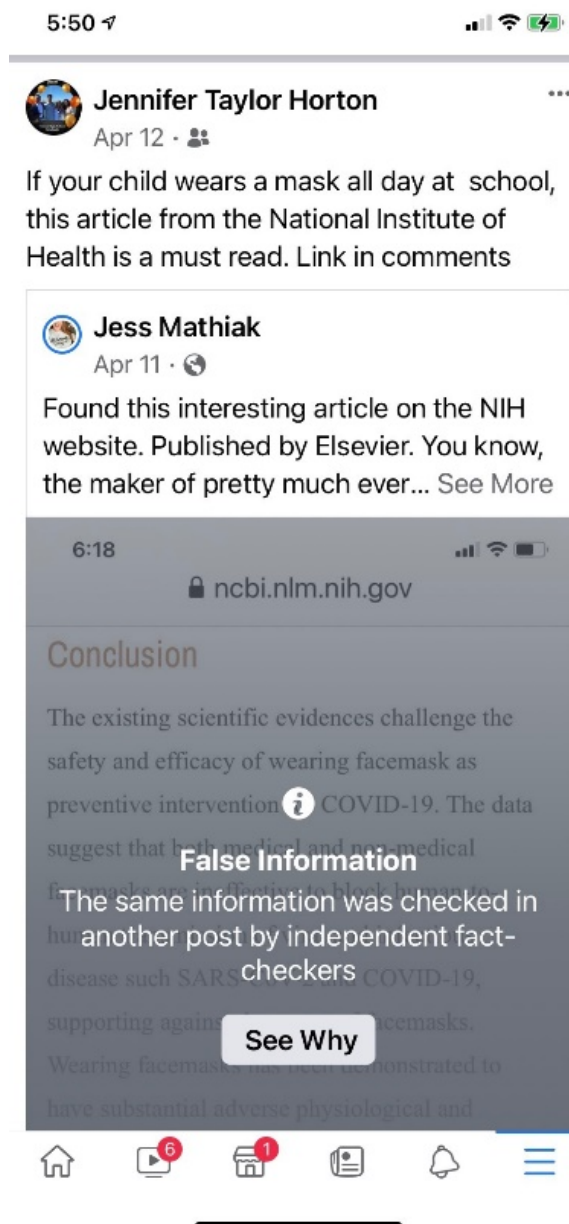 5:50
Jennifer Taylor Horton
Apr 12 ·
If your child wears a mask all day at school,
this article from the National Institute of
Health is a must read. Link in comments
Jess Mathiak
Apr 11 ·
Found this interesting article on the NIH
website. Published by Elsevier. You know,
the maker of pretty much ever... See More
6:18
ncbi.nlm.nih.gov
Conclusion
The existing scientific evidences challenge the
safety and efficacy of wearing facemask as
preventive intervention COVID-19. The data
suggest that both medical and non-medical
False Information
facemasks are ineffective to block human-to-
The same information was checked in
another post by independent fact-
checkers
disease such SARS-CoV-2 and COVID-19,
supporting against facemasks.
See Why
Wearing facemasks has been demonstrated to
have substantial adverse physiological and
6
1